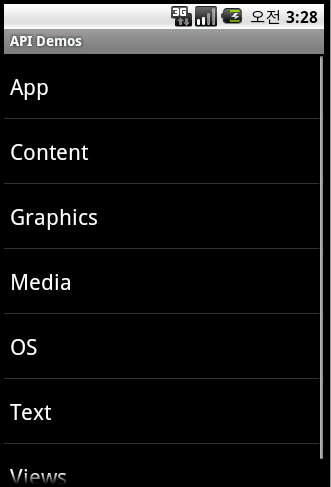 3G 오전 3:28
API Demos
App
Content
Graphics
Media
OS
Text
Views